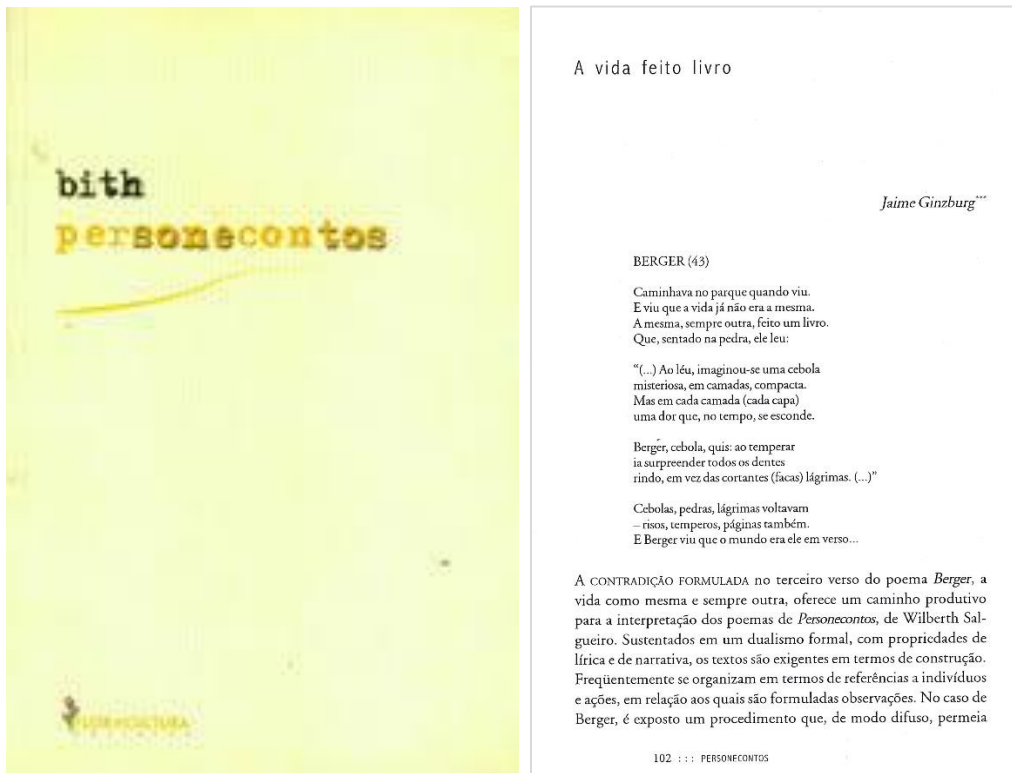 bith
personecontos
FLOR&CULTURA
A vida feito livro
Jaime Ginzburg***
BERGER (43)
Caminhava no parque quando viu.
E viu que a vida já não era a mesma.
A mesma, sempre outra, feito um livro.
Que, sentado na pedra, ele leu:
“(...) Ao léu, imaginou-se uma cebola
misteriosa, em camadas, compacta.
Mas em cada camada (cada capa)
uma dor que, no tempo, se esconde.
Berger, cebola, quis: ao temperar
ia surpreender todos os dentes
rindo, em vez das cortantes (facas) lágrimas. (...)”
Cebolas, pedras, lágrimas voltavam
– risos, temperos, páginas também.
E Berger viu que o mundo era ele em verso...
A CONTRADIÇÃO FORMULADA no terceiro verso do poema Berger, a
vida como mesma e sempre outra, oferece um caminho produtivo
para a interpretação dos poemas de Personecontos, de Wilberth Sal-
gueiro. Sustentados em um dualismo formal, com propriedades de
lírica e de narrativa, os textos são exigentes em termos de construção.
Freqüentemente se organizam em termos de referências a indivíduos
e ações, em relação aos quais são formuladas observações. No caso de
Berger, é exposto um procedimento que, de modo difuso, permeia
102 : : : PERSONECONTOS